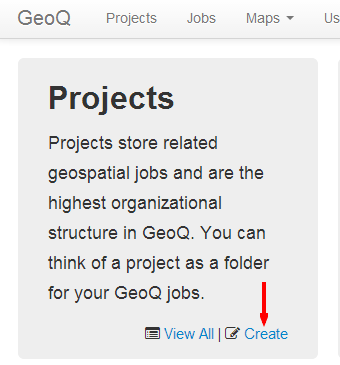 GeoQ Projects Jobs Maps Us
Projects
Projects store related
geospatial jobs and are the
highest organizational
structure in GeoQ. You can
think of a project as a folder
for your GeoQ jobs.
View All | Create